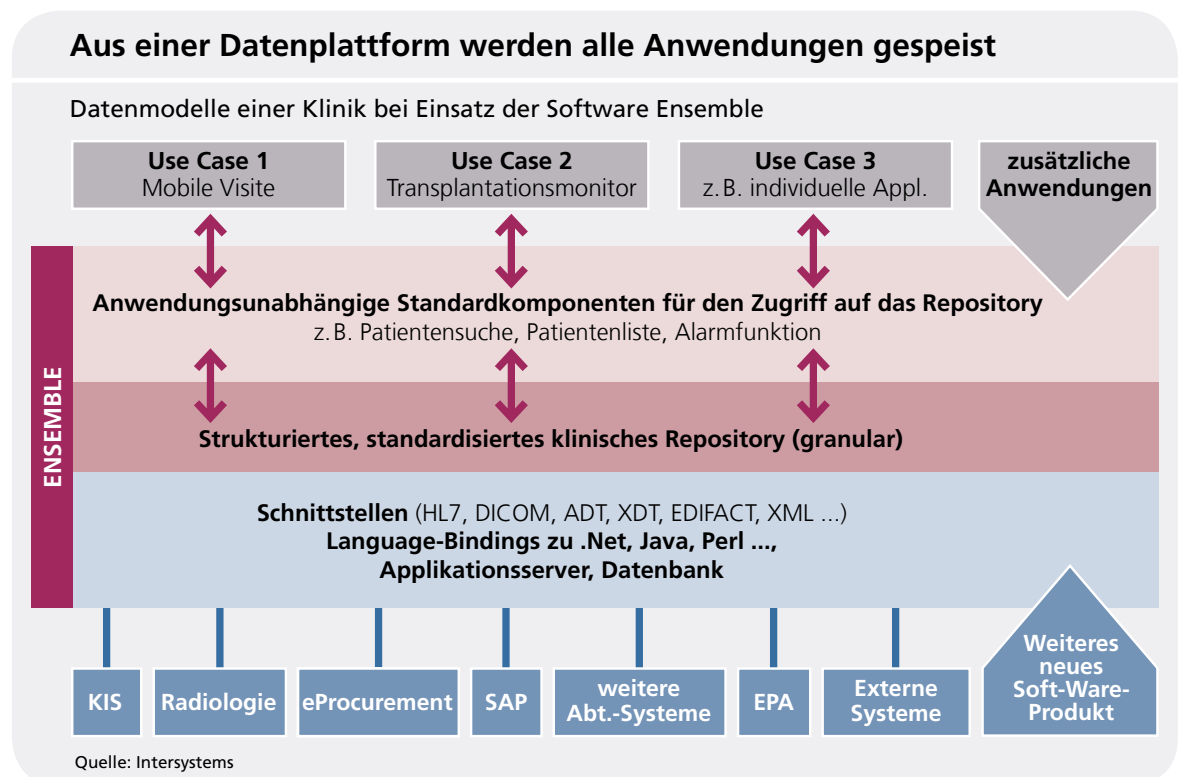 Aus einer Datenplattform werden alle Anwendungen gespeist
Datenmodelle einer Klinik bei Einsatz der Software Ensemble
Use Case 1
Mobile Visite
Use Case 2
Transplantationsmonitor
Use Case 3
z. B. individuelle Appl.
zusätzliche
Anwendungen
ENSEMBLE
Anwendungsunabhängige Standardkomponenten für den Zugriff auf das Repository
z. B. Patientensuche, Patientenliste, Alarmfunktion
Strukturiertes, standardisiertes klinisches Repository (granular)
Schnittstellen (HL7, DICOM, ADT, XDT, EDIFACT, XML ...)
Language-Bindings zu .Net, Java, Perl ...,
Applikationsserver, Datenbank
KIS
Radiologie
eProcurement
SAP
weitere
Abt.-Systeme
EPA
Externe
Systeme
Weiteres
neues
Soft-Ware-
Produkt
Quelle: Intersystems